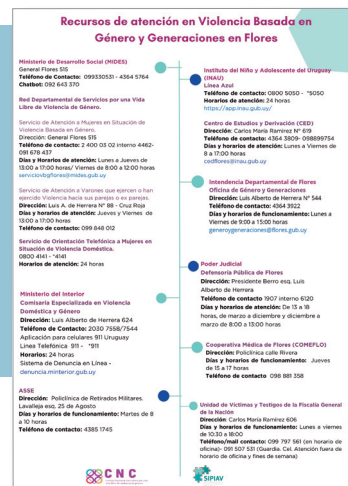 Recursos de atención en Violencia Basada en
Género y Generaciones en Flores
Ministerio de Desarrollo Social (MIDES)
General Flores 515
Teléfono de Contacto: 099330531 - 4364 5764
Chatbot: 092 643 370
Red Departamental de Servicios por una Vida
Libre de Violencia de Género.
Servicio de Atención a Mujeres en Situación de
Violencia Basada en Género.
Dirección: General Flores 515
Teléfono de contacto: 2 400 03 02 interno 4462-
091 678 437
Días y Horarios de atención: Lunes a Jueves de
13:00 a 17:00 horas/ Viernes de 8:00 a 12:00 horas
serviciovbgflores@mides.gub.uy
Servicio de Atención a Varones que ejercen o han
ejercido Violencia hacia sus parejas o ex parejas.
Dirección: Luis A. de Herrera N° 88 - Cruz Roja
Días y horarios de atención: Jueves y Viernes de
13:00 a 17:00 horas
Teléfono de contacto: 099 848 012
Servicio de Orientación Telefónica a Mujeres en
Situación de Violencia Doméstica.
0800 4141 - *4141
Horarios de atención: 24 horas
Ministerio del Interior
Comisaría Especializada en Violencia
Doméstica y Género
Dirección: Luis Alberto de Herrera 624
Teléfono de Contacto: 2030 7558/7544
Aplicación para celulares 911 Uruguay
Línea Telefónica 911 - *911
Horarios: 24 horas
Sistema de Denuncia en Línea -
denuncia.minterior.gub.uy
ASSE
Dirección: Policlínica de Retirados Militares,
Lavalleja esq. 25 de Agosto
Días y horarios de atención: Martes de 8
a 10 horas
Teléfono de contacto: 4385 1745
Instituto del Niño y Adolescente del Uruguay
(INAU)
Línea Azul
Teléfono de contacto: 0800 5050 - *5050
Horarios de atención: 24 horas
https://app.inau.gub.uy/
Centro de Estudios y Derivación (CED)
Dirección: Carlos María Ramírez N° 619
Teléfono de contacto: 4364 3809- 098699754
Días y Horarios de atención: Lunes a Viernes de
8 a 17:00 horas
cedflores@inau.gub.uy
Intendencia Departamental de Flores
Oficina de Género y Generaciones
Dirección: Luis Alberto de Herrera N° 544
Teléfono de contacto: 4364 3922
Días y horarios de funcionamiento: Lunes a
Viernes de 9:00 a 15:00 horas
generoygeneraciones@flores.gub.uy
Poder Judicial
Defensoría Pública de Flores
Dirección: Presidente Berro esq. Luis
Alberto de Herrera
Teléfono de contacto 1907 interno 6120
Días y horarios de atención: De 13 a 18
horas, de marzo a diciembre y diciembre a
marzo de 8:00 a 13:00 horas
Cooperativa Médica de Flores (COMEFLO)
Dirección: Policlínica calle Rivera
Días y horarios de funcionamiento: Jueves
de 15 a 17 horas
Teléfono de contacto 098 881 358
Unidad de Víctimas y Testigos de la Fiscalía General
de la Nación
Dirección: Carlos María Ramírez 606
Días y horarios de funcionamiento: Lunes a viernes
de 10:30 a 18:00
Teléfono/mail contacto: 099 797 561 (en horario de
oficina)- 091 507 531 (Guardia. Cel. Atención fuera de
horario de oficina y fines de semana)
CNC
SIPIAV